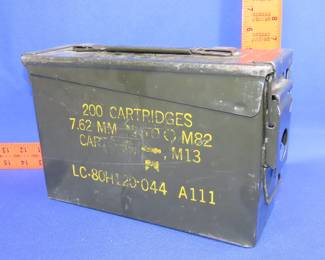 200 CARTRIDGES
7.62 MM M82
M13
LC-80H120-044 A111